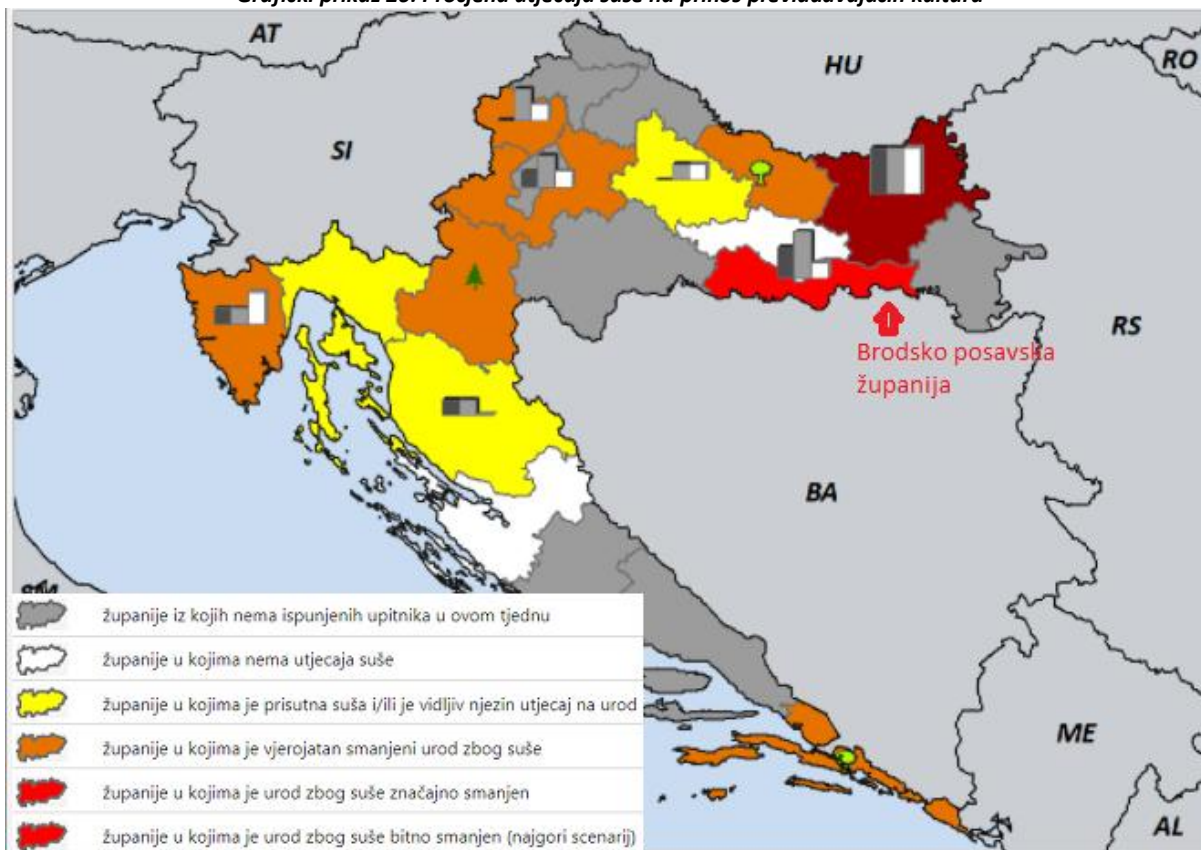 AT
HU
RO
SI
RS
Brodsko posavska
županija
BA
ME
AL
županije iz kojih nema ispunjenih upitnika u ovom tjednu
županije u kojima nema utjecaja suše
županije u kojima je prisutna suša i/ili je vidljiv njezin utjecaj na urod
županije u kojima je vjerojatan smanjeni urod zbog suše
županije u kojima je urod zbog suše značajno smanjen
županije u kojima je urod zbog suše bitno smanjen (najgori scenarij)